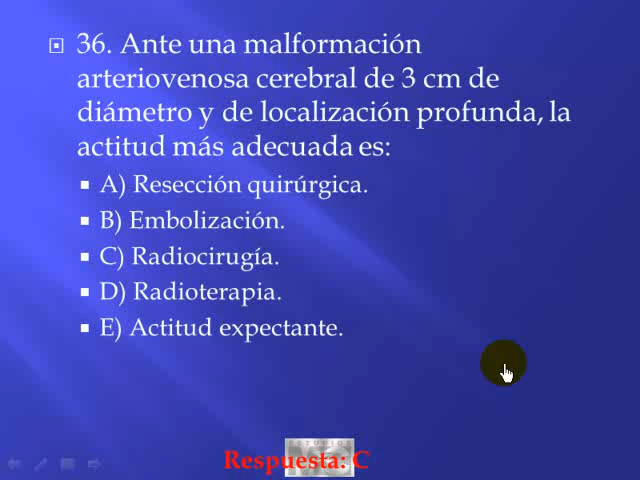 36. Ante una malformación
arteriovenosa cerebral de 3 cm de
diámetro y de localización profunda, la
actitud más adecuada es:
A) Resección quirúrgica.
B) Embolización.
C) Radiocirugía.
D) Radioterapia.
E) Actitud expectante.
ESTUDIOS
Respuesta: C